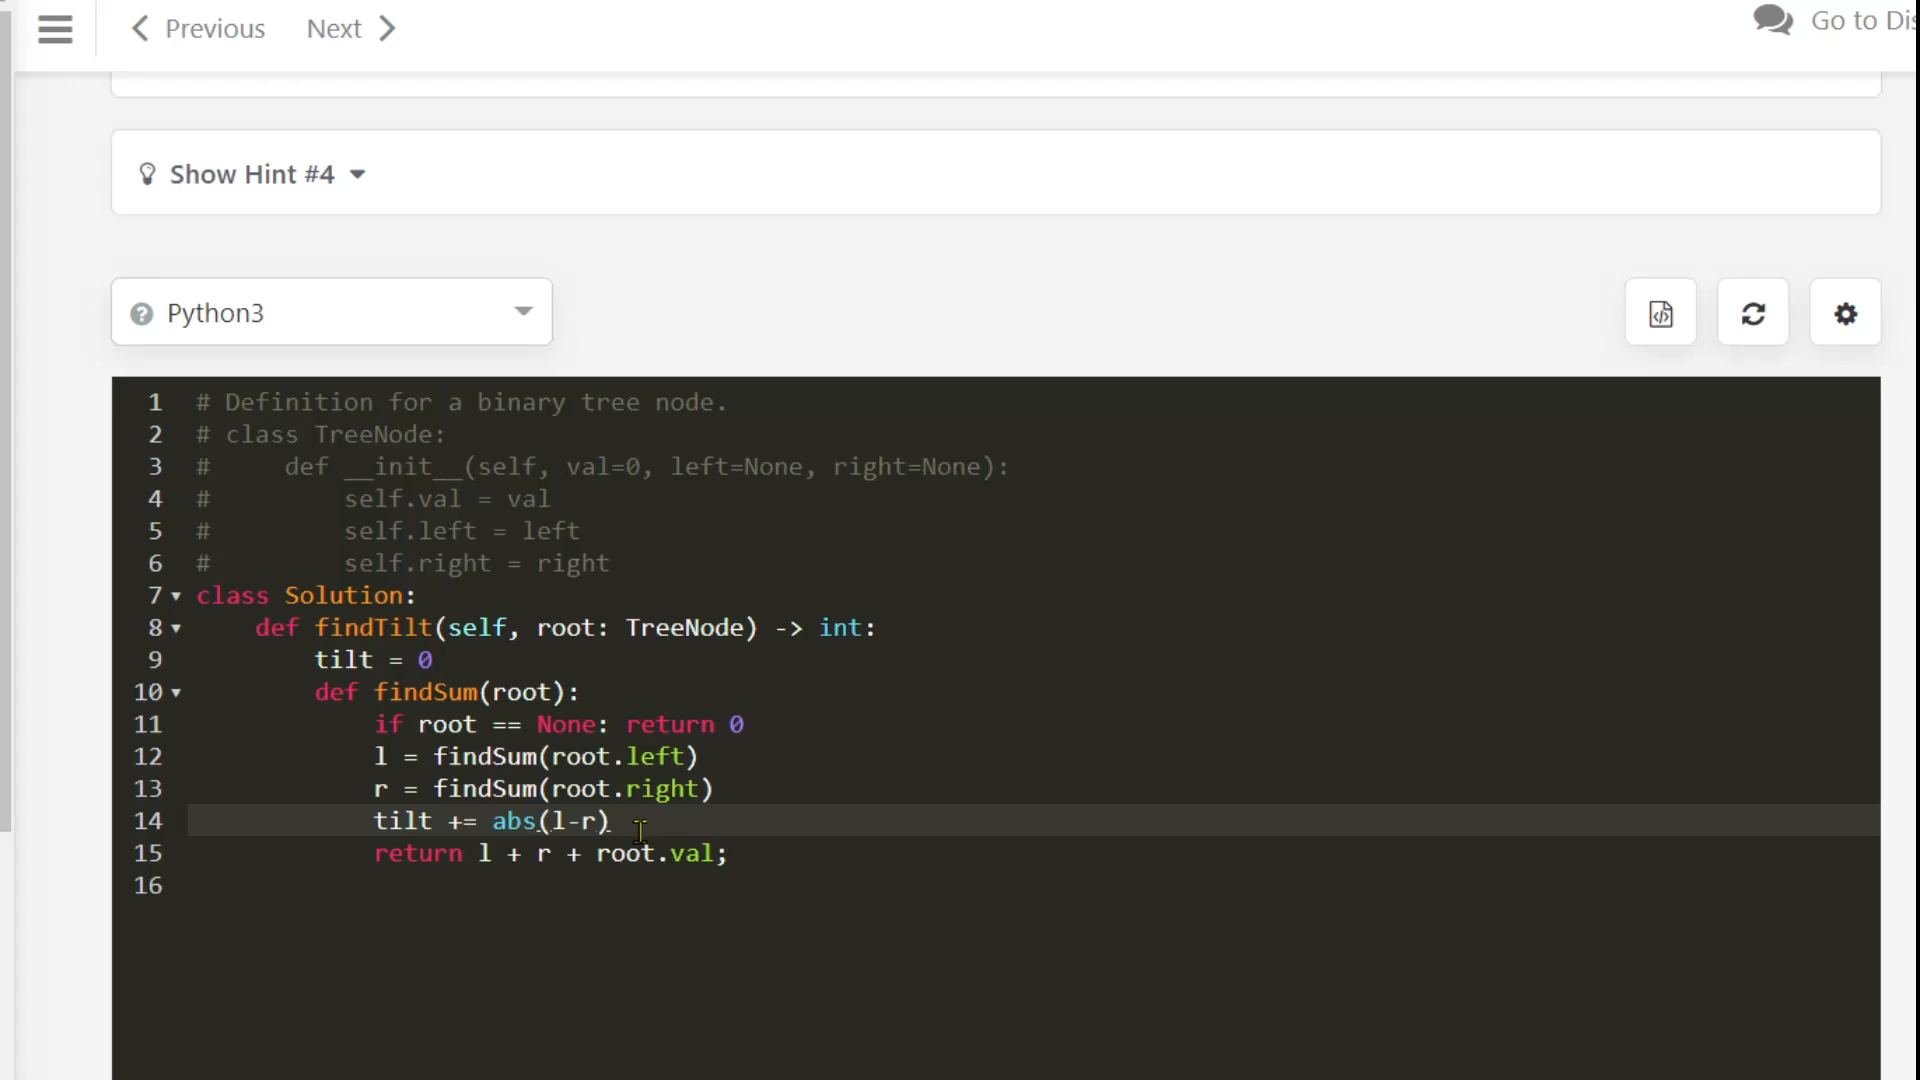 Previous Next Go to Dis
Show Hint #4
Python3
1 # Definition for a binary tree node.
2 # class TreeNode:
3 #     def __init__(self, val=0, left=None, right=None):
4 #         self.val = val
5 #         self.left = left
6 #         self.right = right
7 class Solution:
8     def findTilt(self, root: TreeNode) -> int:
9         tilt = 0
10         def findSum(root):
11             if root == None: return 0
12             l = findSum(root.left)
13             r = findSum(root.right)
14             tilt += abs(l-r)
15             return l + r + root.val;
16